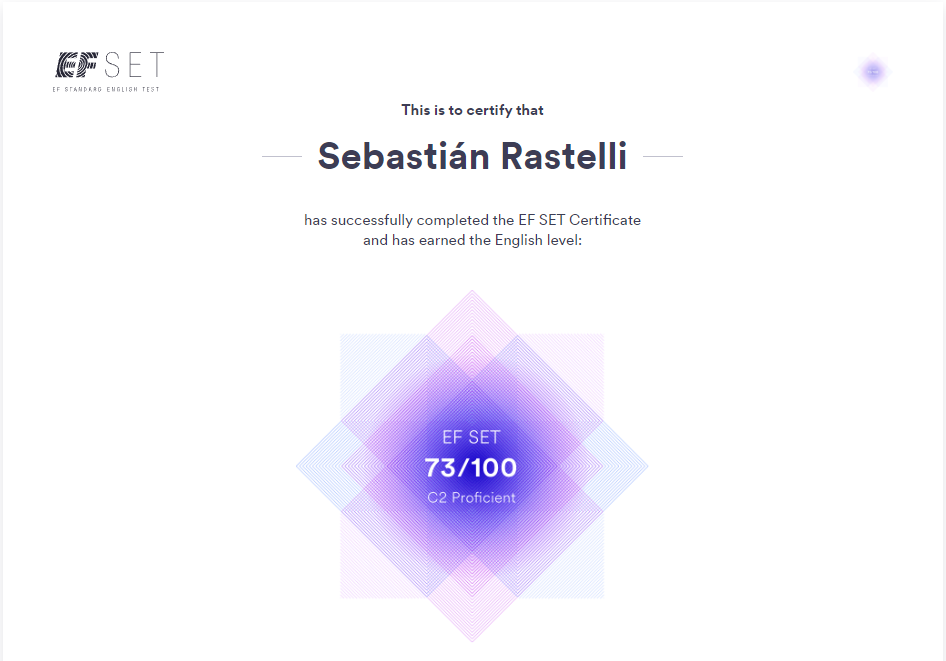 EF SET
EF STANDARD ENGLISH TEST
This is to certify that
Sebastián Rastelli
has successfully completed the EF SET Certificate
and has earned the English level:
EF SET
73/100
C2 Proficient